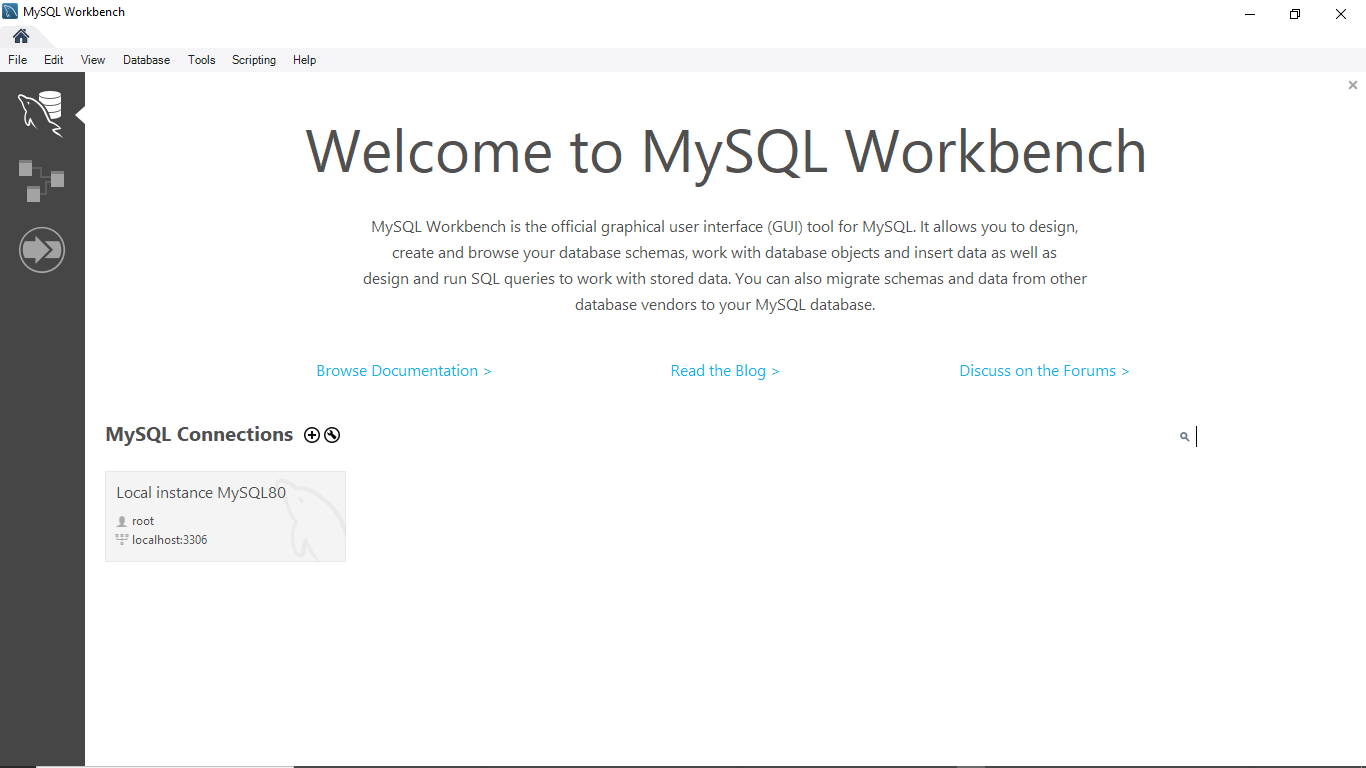 MySQL Workbench
File Edit View Database Tools Scripting Help
Welcome to MySQL Workbench
MySQL Workbench is the official graphical user interface (GUI) tool for MySQL. It allows you to design,
create and browse your database schemas, work with database objects and insert data as well as
design and run SQL queries to work with stored data. You can also migrate schemas and data from other
database vendors to your MySQL database.
Browse Documentation > Read the Blog > Discuss on the Forums >
MySQL Connections
Local instance MySQL80
root
localhost:3306